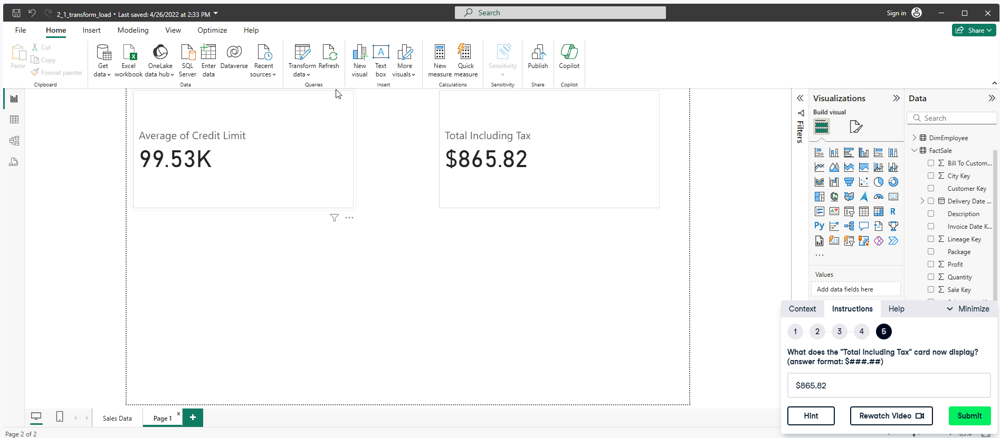 2_1_transform_load • Last saved: 4/26/2022 at 2:33 PM
Search
Sign in
File
Home
Insert
Modeling
View
Optimize
Help
Share
Paste
Cut
Copy
Format painter
Clipboard
Get data
Excel workbook
OneLake data hub
SQL Server
Enter data
Dataverse
Recent sources
Data
Transform data
Refresh
Queries
New visual
Text box
More visuals
Insert
New measure
Quick measure
Calculations
Sensitivity
Sensitivity
Publish
Share
Copilot
Copilot
Average of Credit Limit
99.53K
Total Including Tax
$865.82
Filters
Visualizations
Build visual
Values
Add data fields here
Data
Search
DimEmployee
FactSale
Bill To Custom...
City Key
Customer Key
Delivery Date ...
Description
Invoice Date K...
Lineage Key
Package
Profit
Quantity
Sale Key
Context
Instructions
Help
Minimize
1
2
3
4
5
What does the "Total Including Tax" card now display?
(answer format: $###.##)
$865.82
Hint
Rewatch Video
Submit
Sales Data
Page 1
x
+
Page 2 of 2